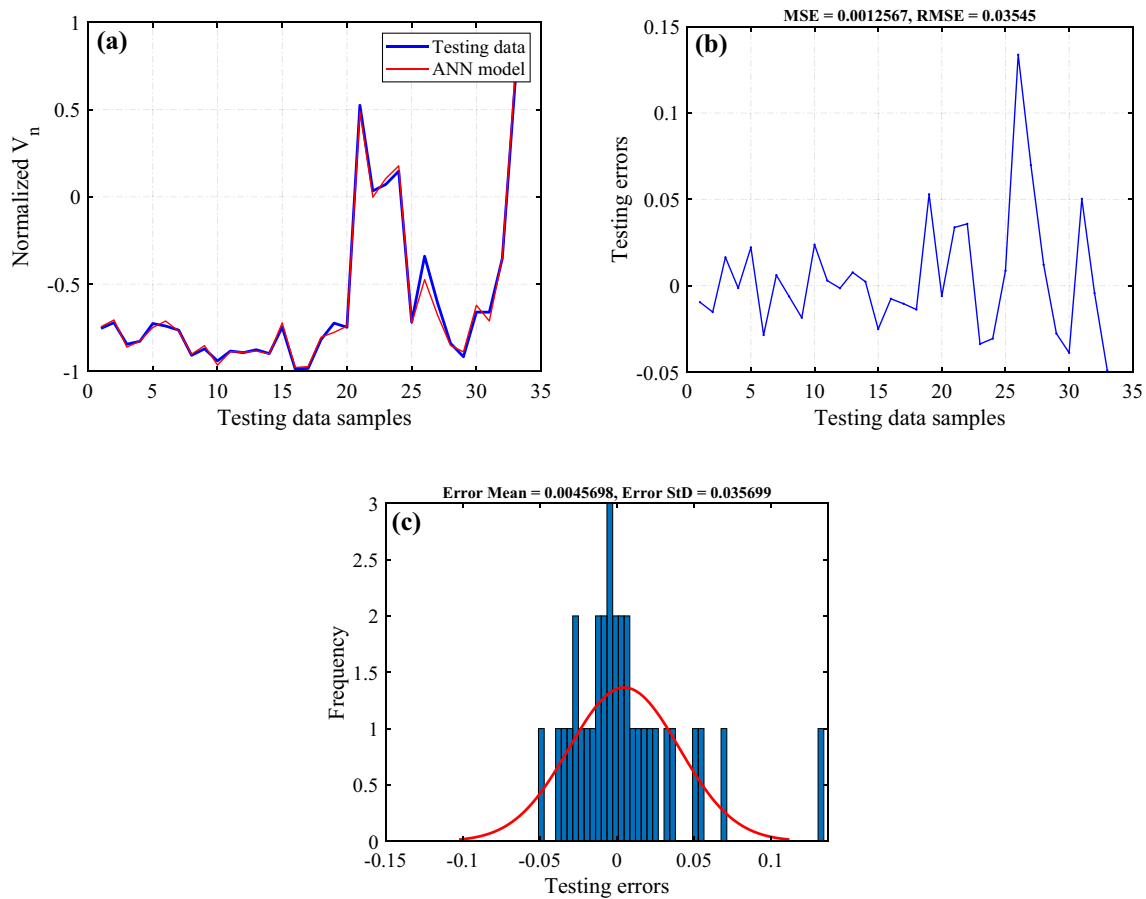 (a)
Testing data
ANN model
1
0.5
0
-0.5
-1
Normalized V_n
0 5 10 15 20 25 30 35
Testing data samples
MSE = 0.0012567, RMSE = 0.03545
(b)
0.15
0.1
0.05
0
-0.05
Testing errors
0 5 10 15 20 25 30 35
Testing data samples
Error Mean = 0.0045698, Error StD = 0.035699
(c)
3
2.5
2
1.5
1
0.5
0
Frequency
-0.15 -0.1 -0.05 0 0.05 0.1
Testing errors